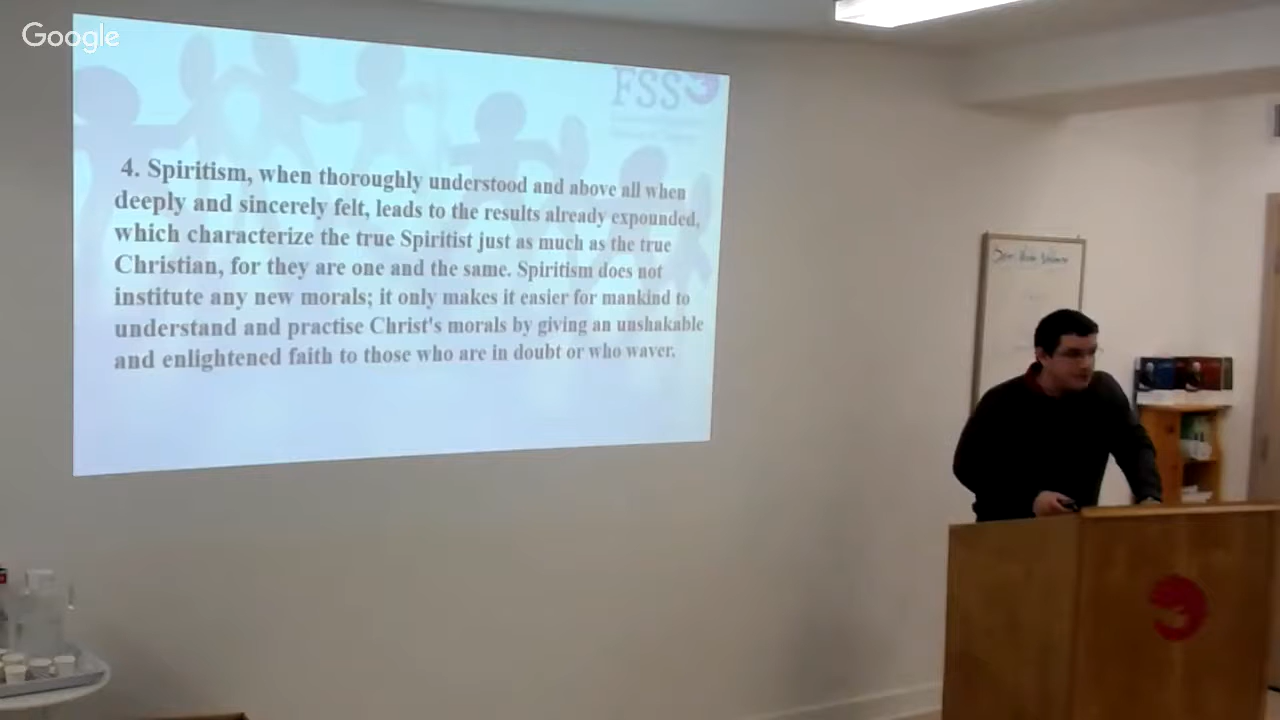 Google
FSS
4. Spiritism, when thoroughly understood and above all when
deeply and sincerely felt, leads to the results already expounded,
which characterize the true Spiritist just as much as the true
Christian, for they are one and the same. Spiritism does not
institute any new morals; it only makes it easier for mankind to
understand and practise Christ's morals by giving an unshakable
and enlightened faith to those who are in doubt or who waver.